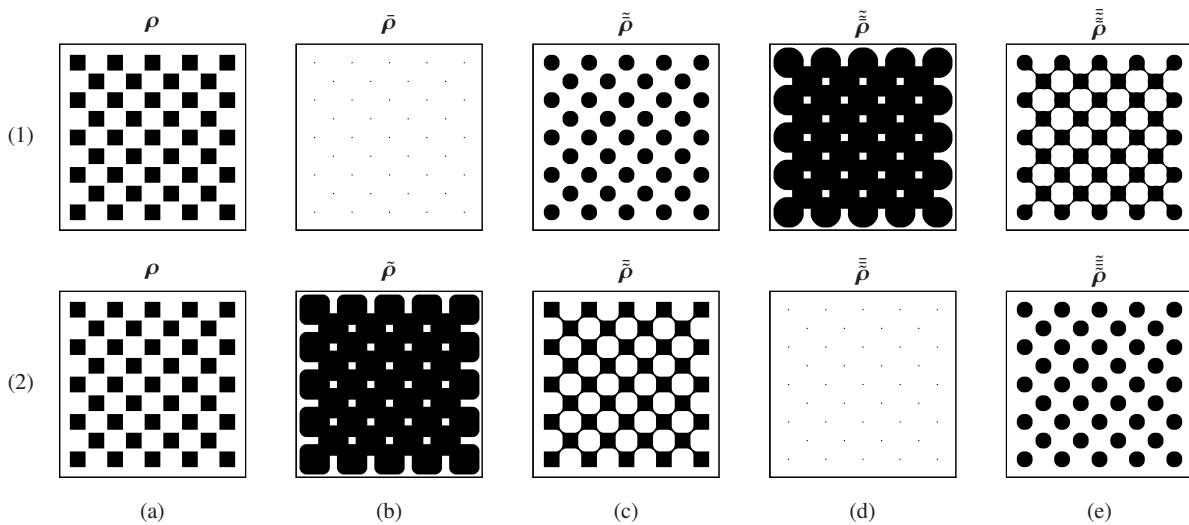 ρ ρ̄ ρ̄̃ ρ̄̃̃ ρ̄̃̃̄
(1)
ρ ρ̃ ρ̃̄ ρ̃̄̄ ρ̃̄̄̃
(2)
(a) (b) (c) (d) (e)